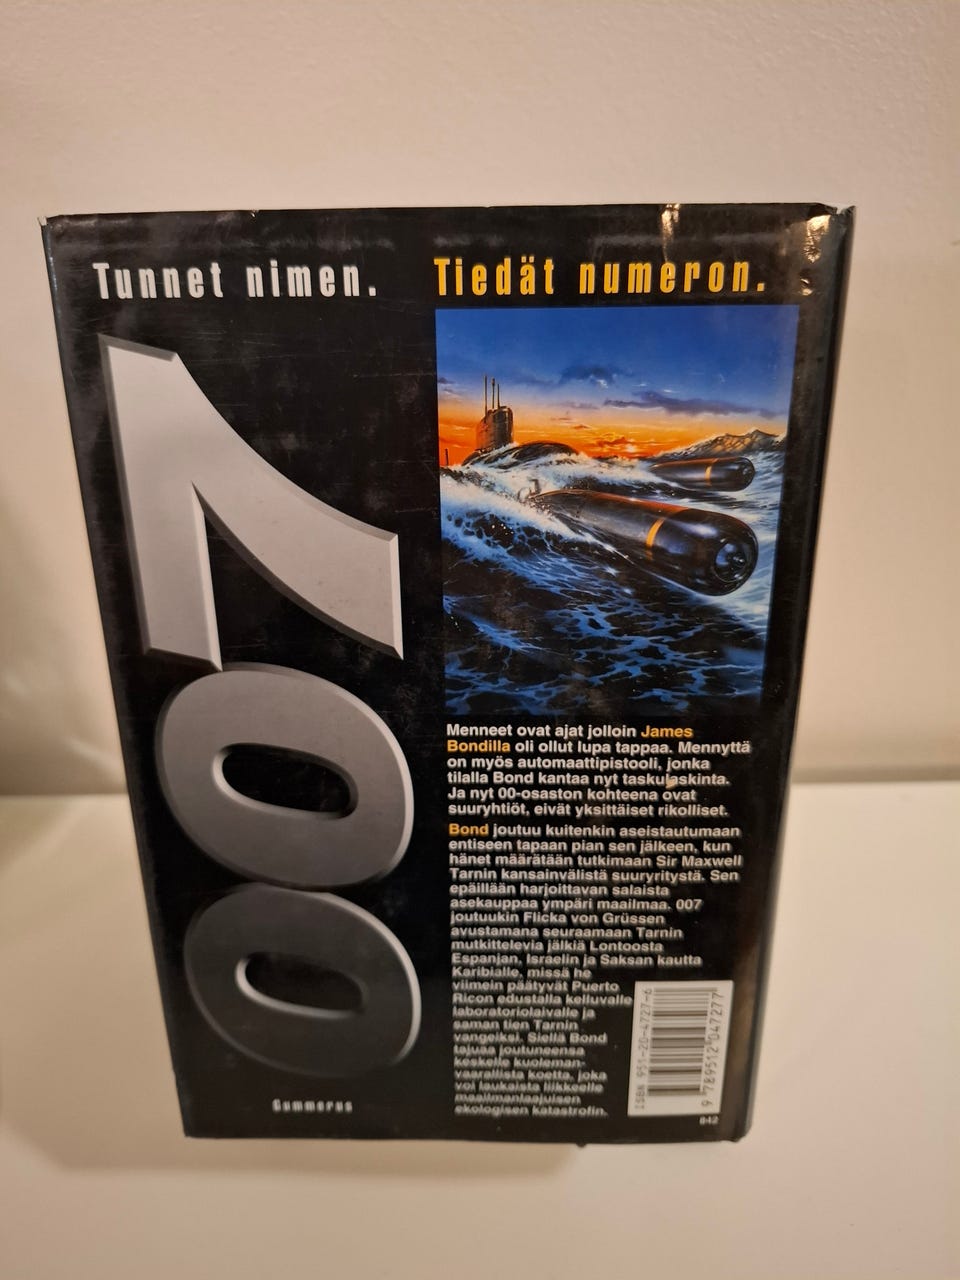 Tunnet nimen. Tiedät numeron.
007
Menneet ovat ajat jolloin James
Bondilla oli ollut lupa tappaa. Mennyttä
on myös automaattipistooli, jonka
tilalla Bond kantaa nyt taskulaskinta.
Ja nyt 00-osaston kohteena ovat
suuryhtiöt, eivät yksittäiset rikolliset.
Bond joutuu kuitenkin aseistautumaan
entiseen tapaan pian sen jälkeen, kun
hänet määrätään tutkimaan Sir Maxwell
Tarnin kansainvälistä suuryritystä. Sen
epäillään harjoittavan salaista
asekauppaa ympäri maailmaa. 007
joutuukin Flicka von Grüssen
avustamana seuraamaan Tarnin
mutkittelevia jälkiä Lontoosta
Espanjan, Israelin ja Saksan kautta
Karibialle, missä he
viimein päätyvät Puerto
Ricon edustalla kelluvalle
laboratoriolaivalle ja
saman tien Tarnin
vangeiksi. Siellä Bond
tajuaa joutuneensa
keskelle kuoleman-
vaarallista koetta, joka
voi laukaista liikkeelle
maailmanlaajuisen
ekologisen katastrofin.
ISBN 951-20-4727-6
9 789512 047277
842
Gummerus